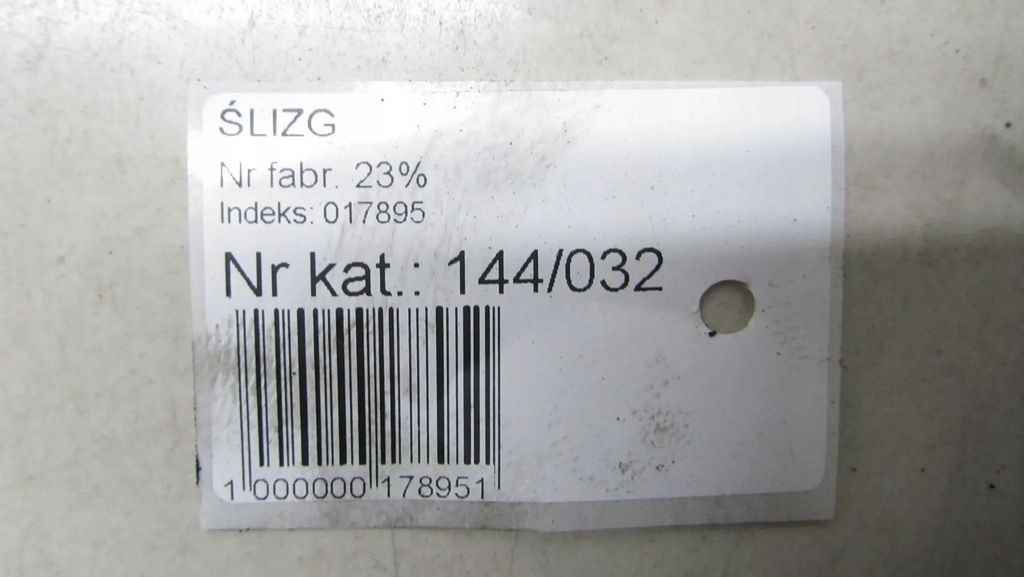 ŚLIZG
Nr fabr. 23%
Indeks: 017895
Nr kat.: 144/032
1 000000 178951